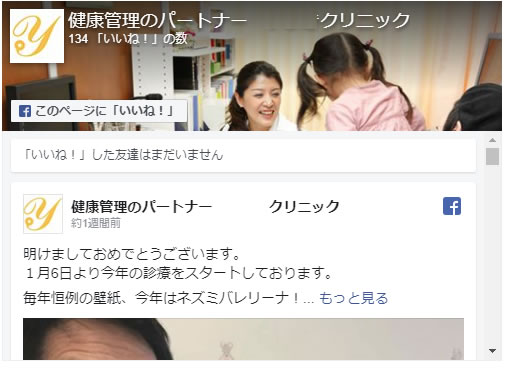 健康管理のパートナー クリニック
134 「いいね！」の数
このページに「いいね！」
「いいね！」した友達はまだいません
健康管理のパートナー クリニック
約1週間前
明けましておめでとうございます。
１月6日より今年の診療をスタートしております。
毎年恒例の壁紙、今年はネズミバレリーナ！... もっと見る